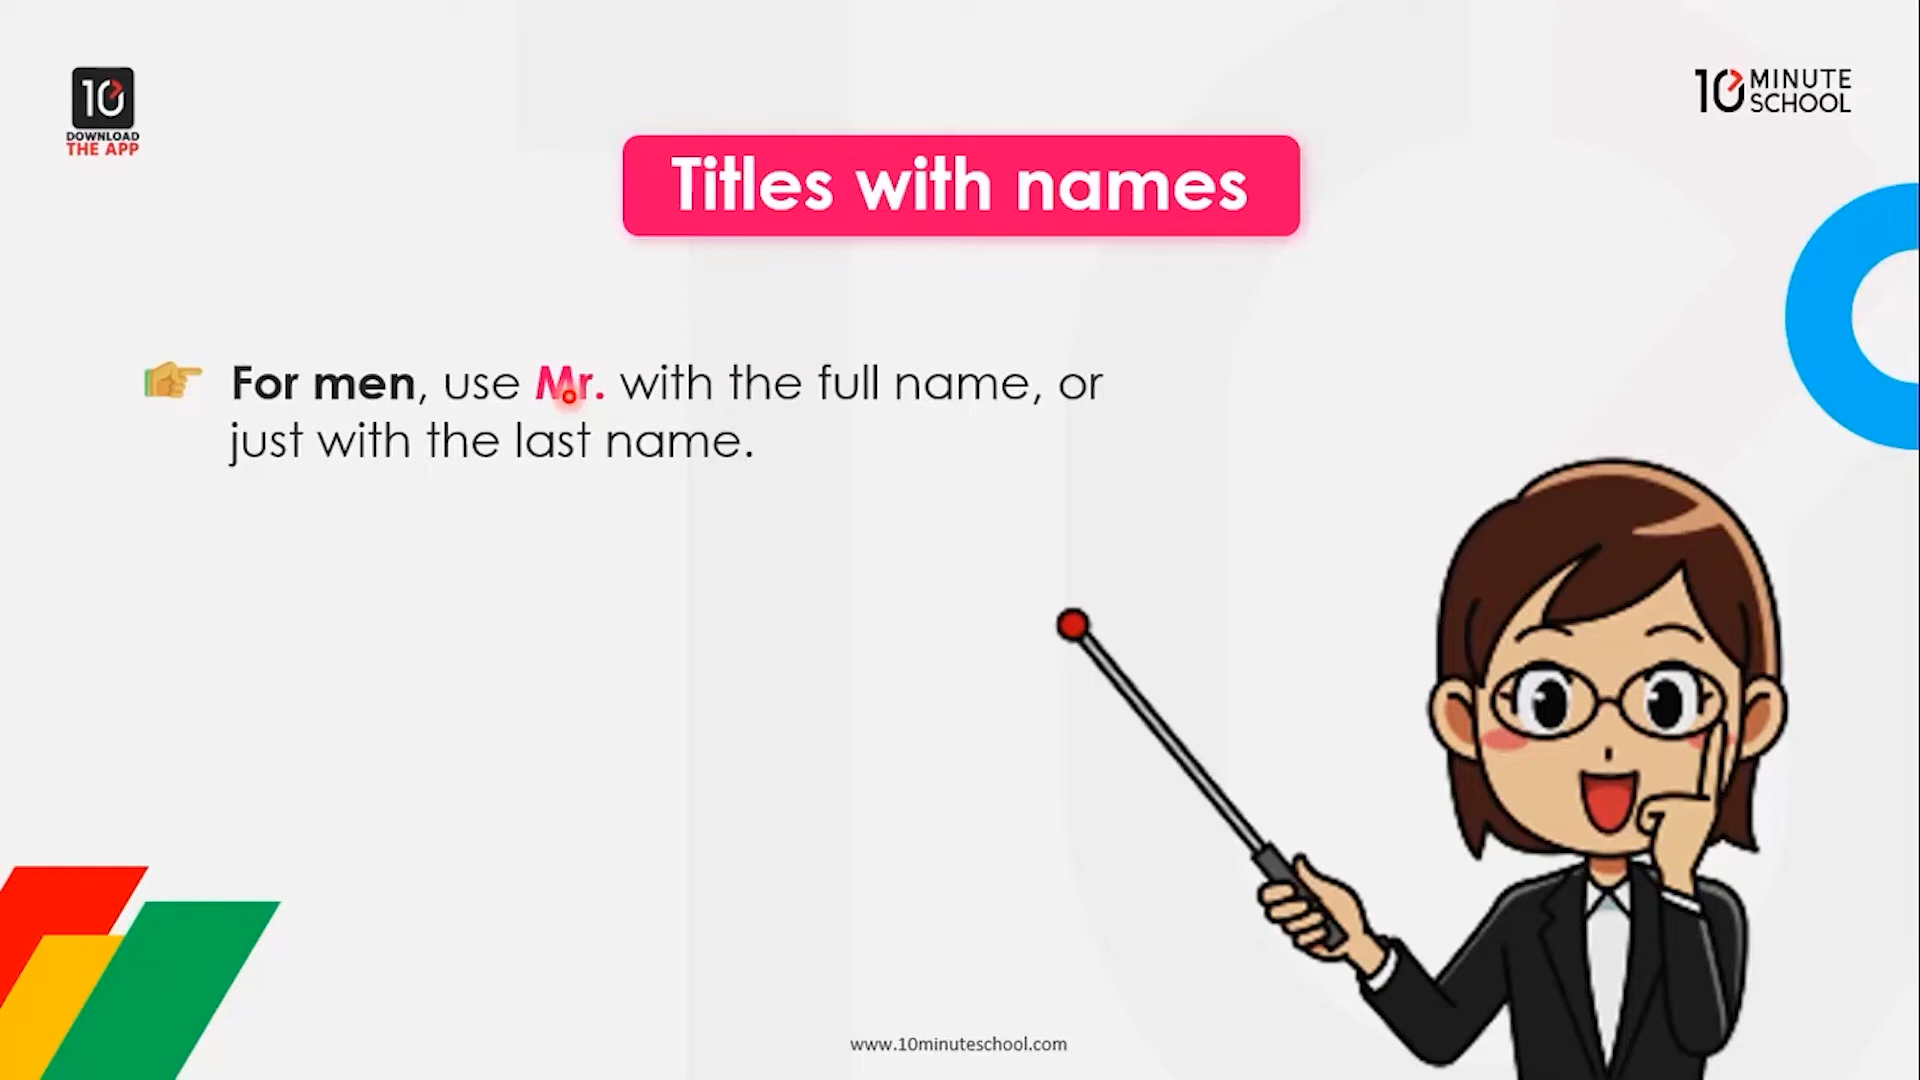 10
DOWNLOAD
THE APP
10 MINUTE
SCHOOL
Titles with names
For men, use Mr. with the full name, or
just with the last name.
www.10minuteschool.com